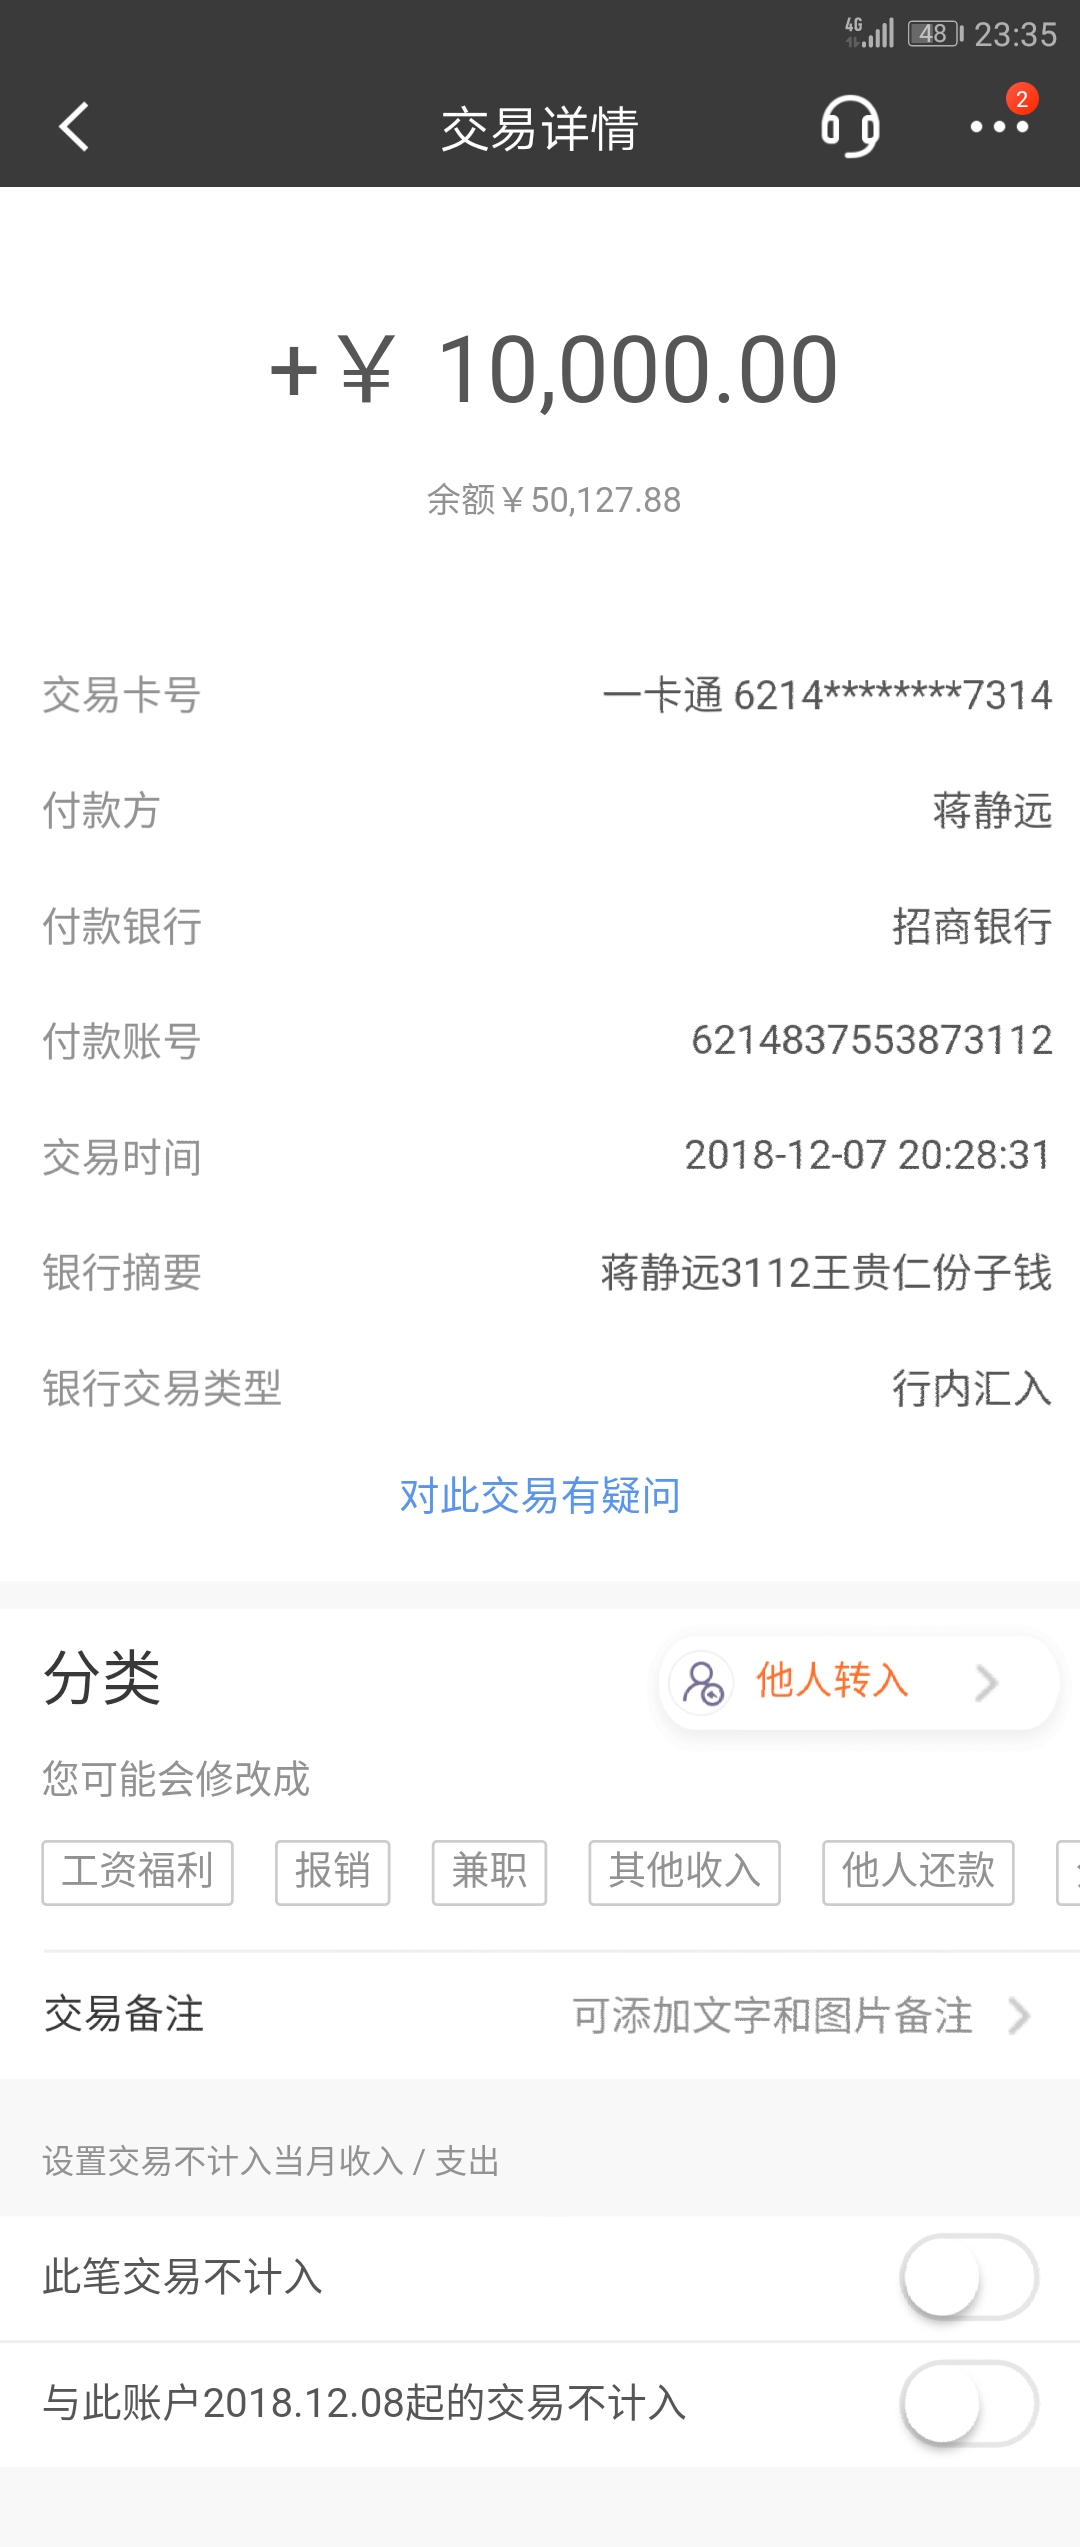 4G 48 23:35
交易详情 2
+￥ 10,000.00
余额￥50,127.88
交易卡号 一卡通 6214********7314
付款方 蒋静远
付款银行 招商银行
付款账号 6214837553873112
交易时间 2018-12-07 20:28:31
银行摘要 蒋静远3112王贵仁份子钱
银行交易类型 行内汇入
对此交易有疑问
分类 他人转入
您可能会修改成
工资福利 报销 兼职 其他收入 他人还款
交易备注 可添加文字和图片备注
设置交易不计入当月收入 / 支出
此笔交易不计入
与此账户2018.12.08起的交易不计入